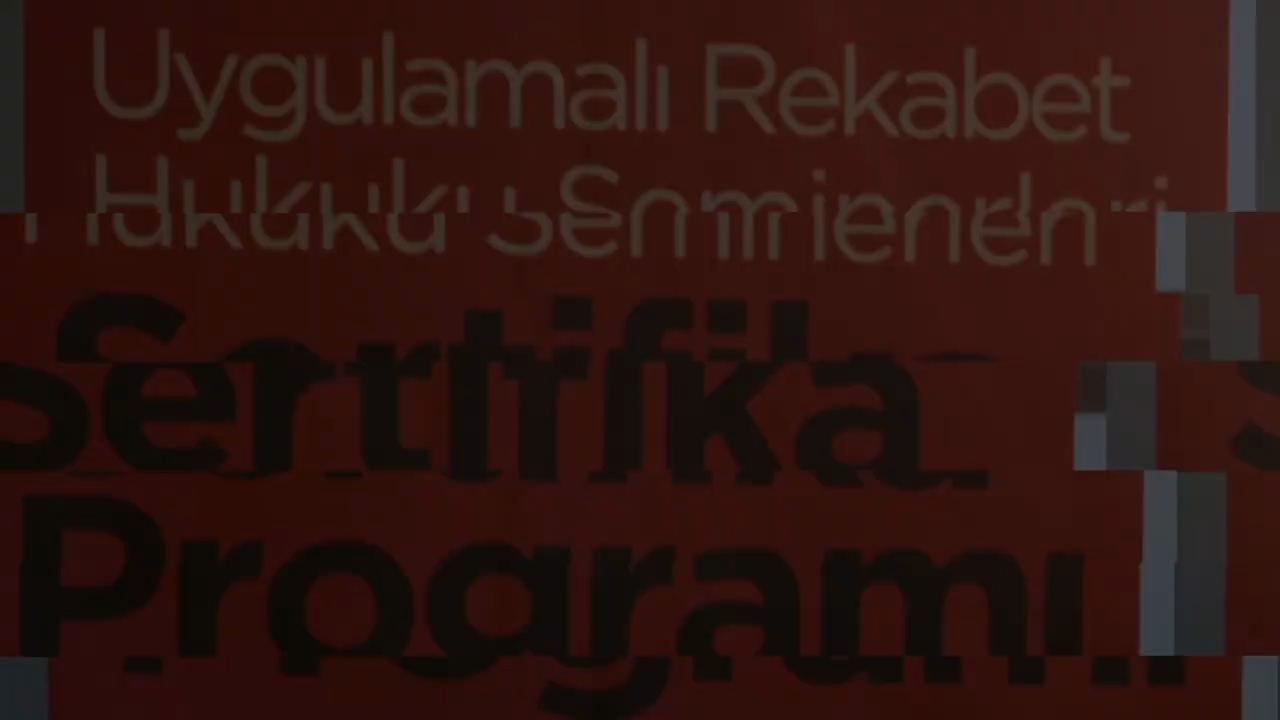 Uygulamalı Rekabet
Hukuku Seminerleri
Sertifika
Programı